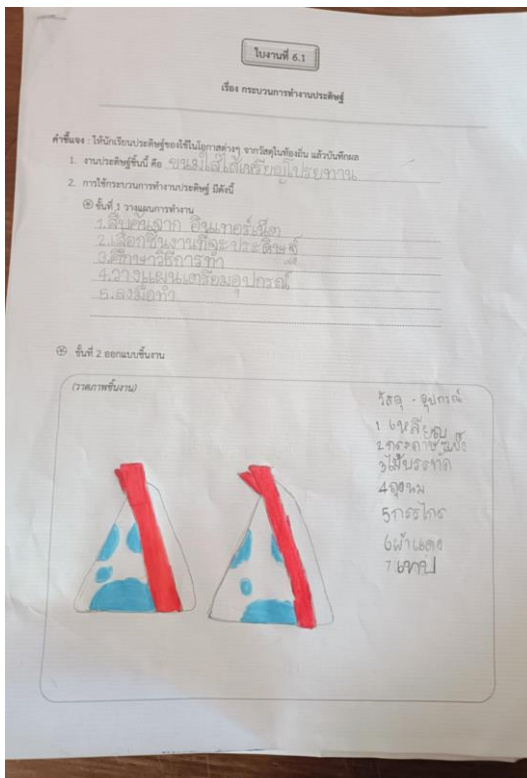 ใบงานที่ 6.1
เรื่อง กระบวนการทำงานประดิษฐ์
คำชี้แจง : ให้นักเรียนประดิษฐ์ของใช้ในโอกาสต่างๆ จากวัสดุในท้องถิ่น แล้วบันทึกผล
1. งานประดิษฐ์ชิ้นนี้ คือ ขนมใส่ไส้เหรียญโปรยทาน
2. การใช้กระบวนการทำงานประดิษฐ์ มีดังนี้
ขั้นที่ 1 วางแผนการทำงาน
1.สืบค้นจาก อินเทอร์เน็ต
2.เลือกชิ้นงานที่จะประดิษฐ์
3.ศึกษาวิธีการทำ
4.วางแผนเตรียมอุปกรณ์
5.ลงมือทำ
ขั้นที่ 2 ออกแบบชิ้นงาน
(วาดภาพชิ้นงาน)
วัสดุ - อุปกรณ์
1 เหลียญ
2กระดาษแข็ง
3ไม้บรรทัด
4ถุงนม
5กรรไกร
6ผ้าแดง
7เทป